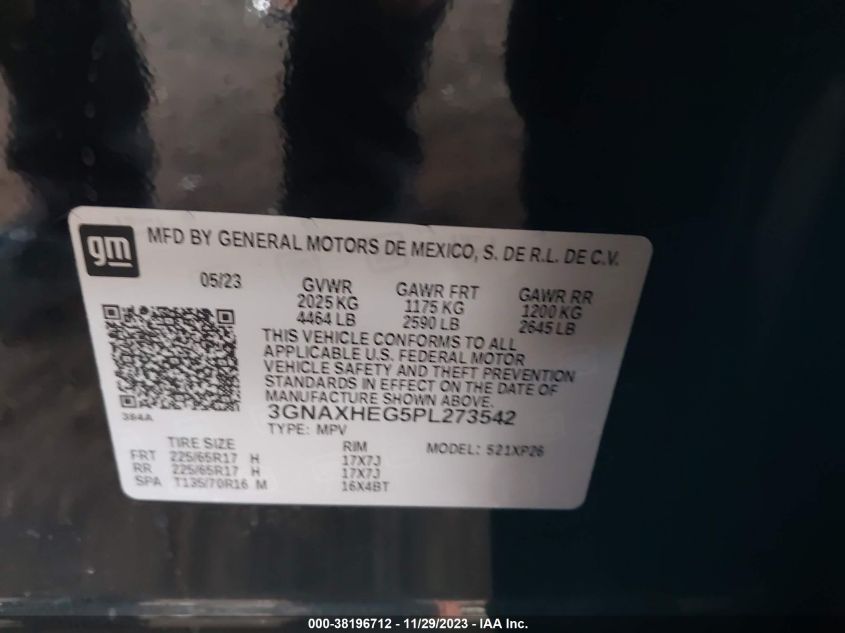 gm
MFD BY GENERAL MOTORS DE MEXICO, S. DE R.L. DE C.V.
05/23 GVWR GAWR FRT GAWR RR
2025 KG 1175 KG 1200 KG
4464 LB 2590 LB 2645 LB
THIS VEHICLE CONFORMS TO ALL
APPLICABLE U.S. FEDERAL MOTOR
VEHICLE SAFETY AND THEFT PREVENTION
STANDARDS IN EFFECT ON THE DATE OF
MANUFACTURE SHOWN ABOVE.
384A
3GNAXHEG5PL273542
TYPE: MPV
TIRE SIZE RIM MODEL: 521XP26
FRT 225/65R17 H 17X7J
RR 225/65R17 H 17X7J
SPA T135/70R16 M 16X4BT
000-38196712 - 11/29/2023 - IAA Inc.